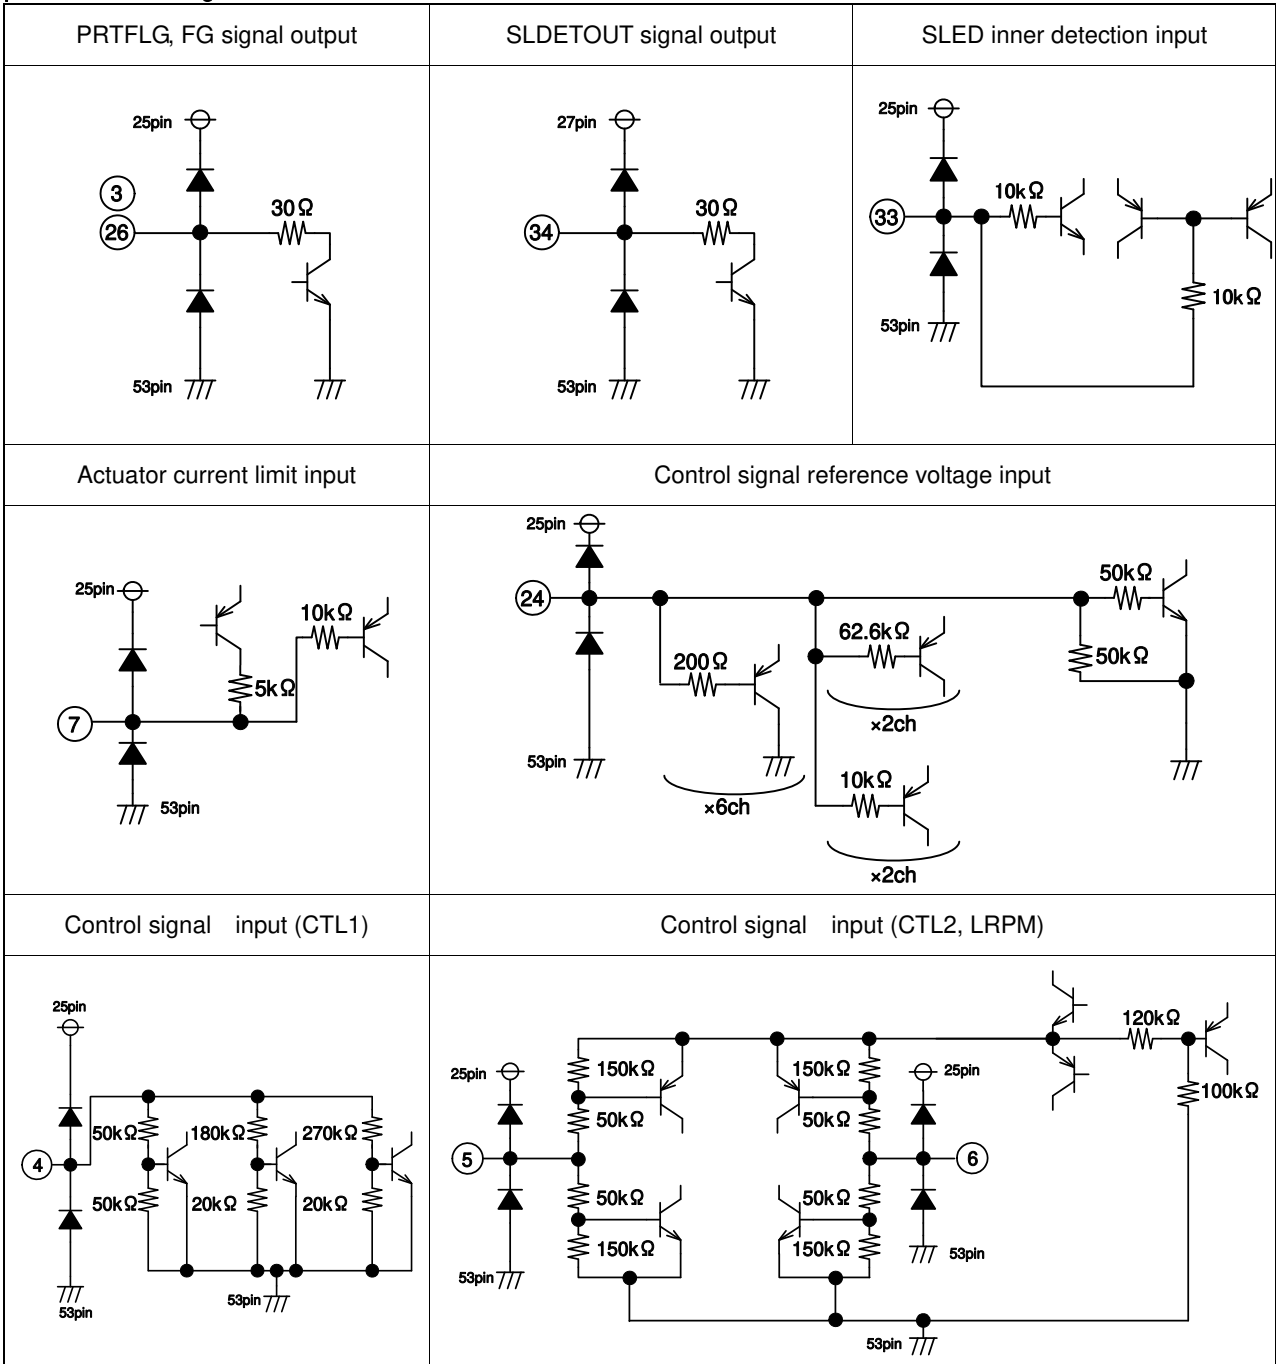 PRTFLG, FG signal output
SLDETOUT signal output
SLED inner detection input
25pin
3
26
30Ω
53pin
27pin
34
30Ω
53pin
25pin
33
10kΩ
10kΩ
53pin
Actuator current limit input
Control signal reference voltage input
25pin
10kΩ
5kΩ
7
53pin
25pin
24
200Ω
×6ch
62.6kΩ
×2ch
10kΩ
×2ch
50kΩ
50kΩ
53pin
Control signal input (CTL1)
Control signal input (CTL2, LRPM)
25pin
4
50kΩ
180kΩ
270kΩ
50kΩ
20kΩ
20kΩ
53pin
53pin
25pin
5
150kΩ
50kΩ
50kΩ
150kΩ
53pin
150kΩ
50kΩ
50kΩ
150kΩ
25pin
6
53pin
120kΩ
100kΩ
53pin